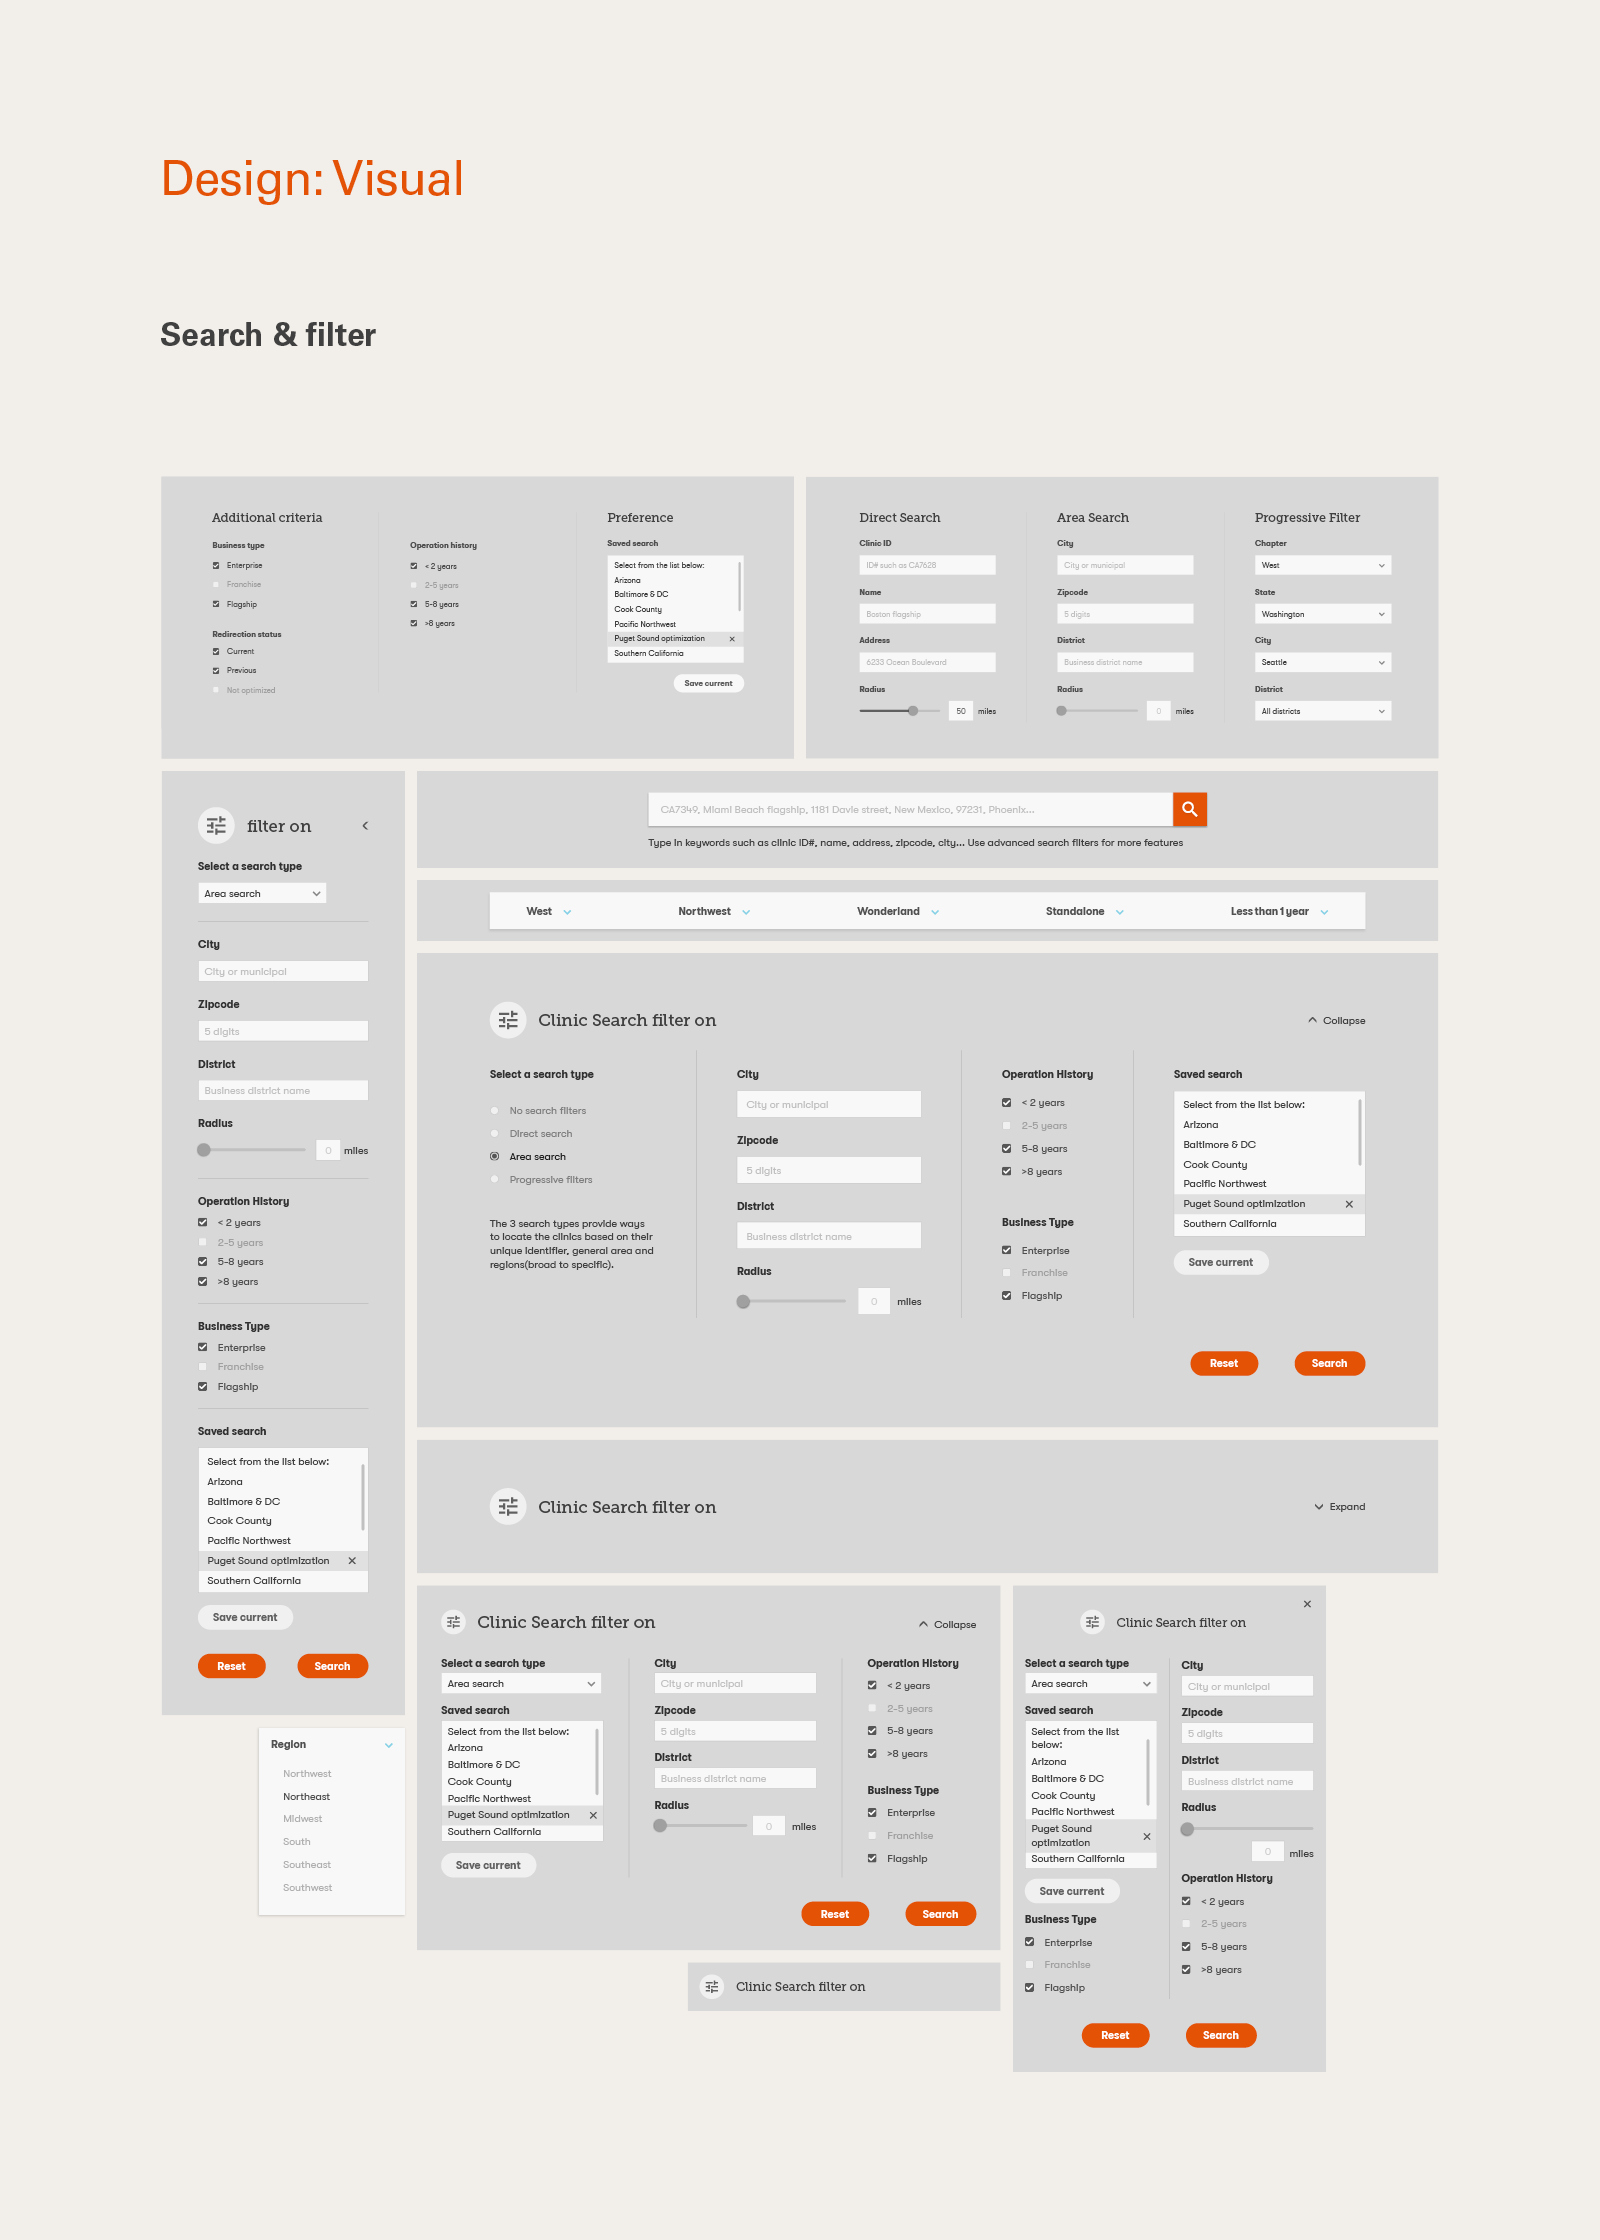 Design: Visual
Search & filter
Additional criteria
Business type
Enterprise
Franchise
Flagship
Redirection status
Current
Previous
Not optimized
Operation history
< 2 years
2-5 years
5-8 years
>8 years
Preference
Saved search
Select from the list below:
Arizona
Baltimore & DC
Cook County
Pacific Northwest
Puget Sound optimization
Southern California
Save current
Direct Search
Clinic ID
ID# such as CA7628
Name
Boston flagship
Address
6233 Ocean Boulevard
Radius
50 miles
Area Search
City
City or municipal
Zipcode
5 digits
District
Business district name
Radius
0 miles
Progressive Filter
Chapter
West
State
Washington
City
Seattle
District
All districts
filter on
Select a search type
Area search
City
City or municipal
Zipcode
5 digits
District
Business district name
Radius
0 miles
Operation History
< 2 years
2-5 years
5-8 years
>8 years
Business Type
Enterprise
Franchise
Flagship
Saved search
Select from the list below:
Arizona
Baltimore & DC
Cook County
Pacific Northwest
Puget Sound optimization
Southern California
Save current
Reset Search
CA7349, Miami Beach flagship, 1181 Davie street, New Mexico, 97231, Phoenix...
Type in keywords such as clinic ID#, name, address, zipcode, city... Use advanced search filters for more features
West Northwest Wonderland Standalone Less than 1 year
Clinic Search filter on
Collapse
Select a search type
No search filters
Direct search
Area search
Progressive filters
The 3 search types provide ways
to locate the clinics based on their
unique identifier, general area and
regions(broad to specific).
City
City or municipal
Zipcode
5 digits
District
Business district name
Radius
0 miles
Operation History
< 2 years
2-5 years
5-8 years
>8 years
Business Type
Enterprise
Franchise
Flagship
Saved search
Select from the list below:
Arizona
Baltimore & DC
Cook County
Pacific Northwest
Puget Sound optimization
Southern California
Save current
Reset Search
Clinic Search filter on
Expand
Clinic Search filter on
Collapse
Select a search type
Area search
Saved search
Select from the list below:
Arizona
Baltimore & DC
Cook County
Pacific Northwest
Puget Sound optimization
Southern California
Save current
City
City or municipal
Zipcode
5 digits
District
Business district name
Radius
0 miles
Operation History
< 2 years
2-5 years
5-8 years
>8 years
Business Type
Enterprise
Franchise
Flagship
Reset Search
Clinic Search filter on
Select a search type
Area search
Saved search
Select from the list
below:
Arizona
Baltimore & DC
Cook County
Pacific Northwest
Puget Sound
optimization
Southern California
Save current
Business Type
Enterprise
Franchise
Flagship
City
City or municipal
Zipcode
5 digits
District
Business district name
Radius
0 miles
Operation History
< 2 years
2-5 years
5-8 years
>8 years
Reset Search
Region
Northwest
Northeast
Midwest
South
Southeast
Southwest
Clinic Search filter on